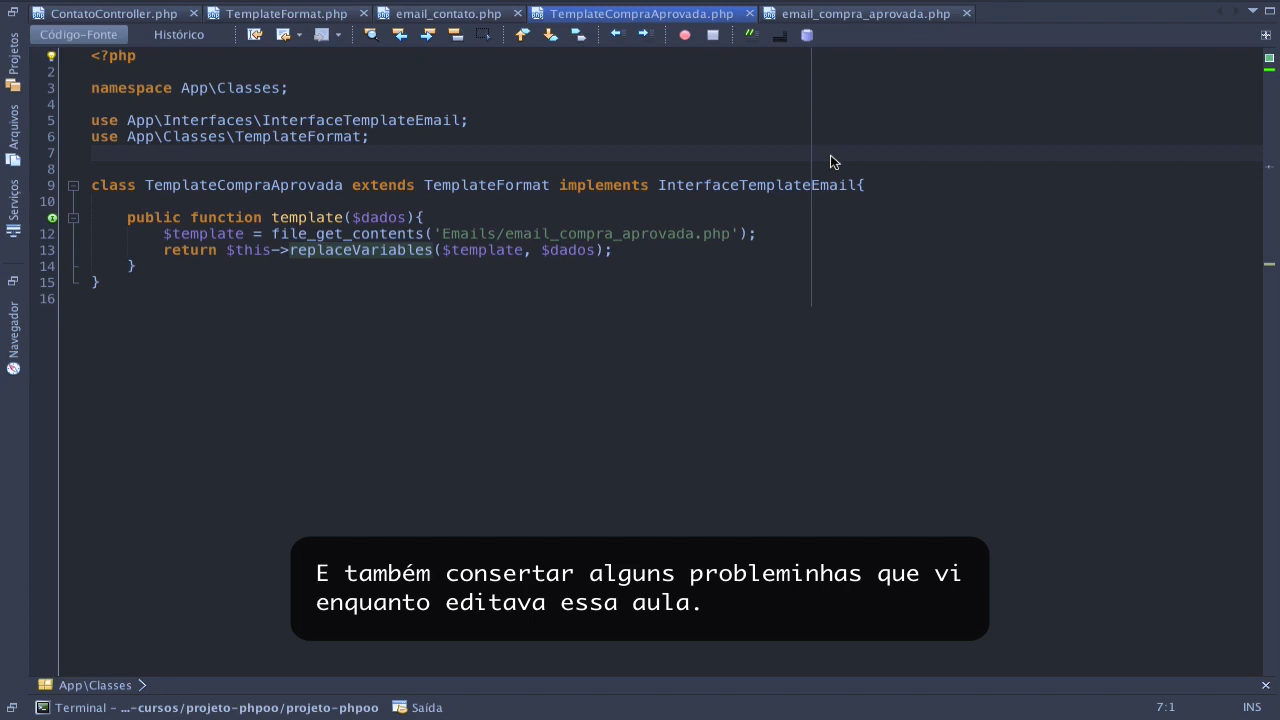 ContatoController.php
TemplateFormat.php
email_contato.php
TemplateCompraAprovada.php
email_compra_aprovada.php
Código-Fonte
Histórico
Projetos
Arquivos
Serviços
Navegador
1 <?php
2
3 namespace App\Classes;
4
5 use App\Interfaces\InterfaceTemplateEmail;
6 use App\Classes\TemplateFormat;
7
8
9 class TemplateCompraAprovada extends TemplateFormat implements InterfaceTemplateEmail{
10
public function template($dados){
12 $template = file_get_contents('Emails/email_compra_aprovada.php');
13 return $this->replaceVariables($template, $dados);
14 }
15 }
16
E também consertar alguns probleminhas que vi
enquanto editava essa aula.
App\Classes
Terminal - ...-cursos/projeto-phpoo/projeto-phpoo
Saída
7:1
INS